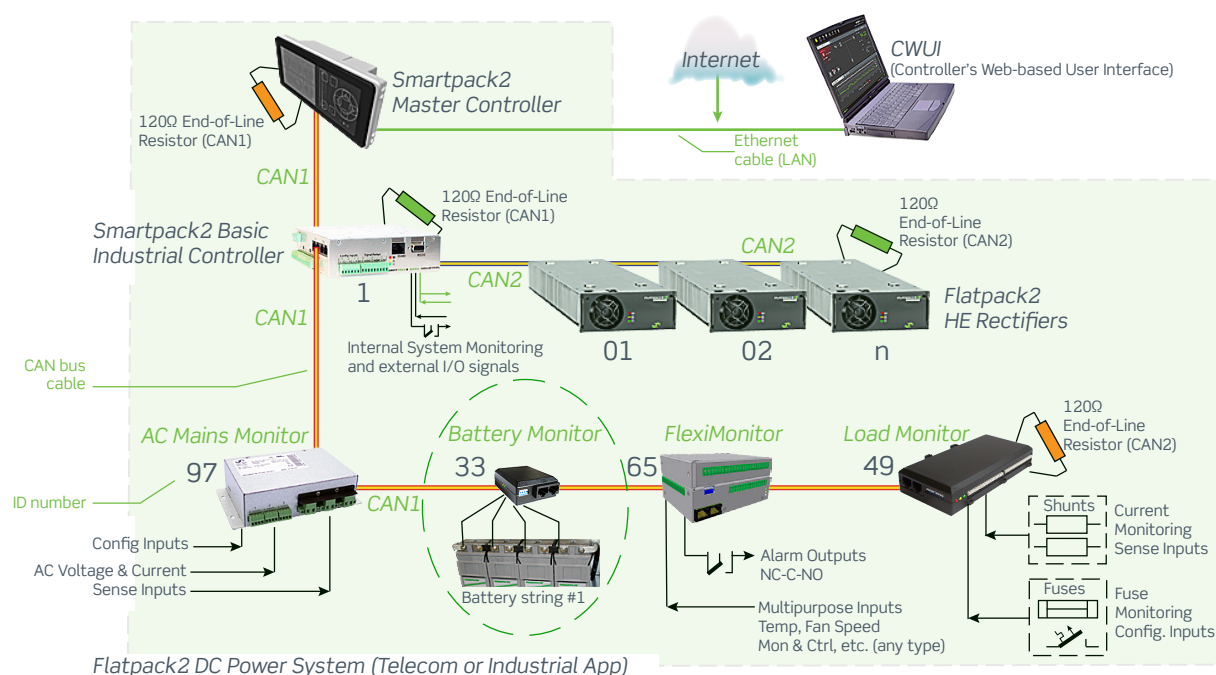 Smartpack2
Master Controller
Internet
CWUI
(Controller's Web-based User Interface)
120Ω End-of-Line
Resistor (CAN1)
Ethernet
cable (LAN)
CAN1
120Ω End-of-Line
Resistor (CAN1)
120Ω
End-of-Line
Resistor (CAN2)
Smartpack2 Basic
Industrial Controller
CAN2
CAN2
1
CAN1
Flatpack2
HE Rectifiers
01
02
n
Internal System Monitoring
and external I/O signals
CAN bus
cable
120Ω
End-of-Line
Resistor (CAN2)
AC Mains Monitor
Battery Monitor
FlexiMonitor
Load Monitor
97
33
65
49
ID number
CAN1
Shunts
Current
Monitoring
Sense Inputs
Config Inputs
AC Voltage & Current
Sense Inputs
Battery string #1
Alarm Outputs
NC-C-NO
Multipurpose Inputs
Temp, Fan Speed
Mon & Ctrl, etc. (any type)
Fuses
Fuse
Monitoring
Config. Inputs
Flatpack2 DC Power System (Telecom or Industrial App)